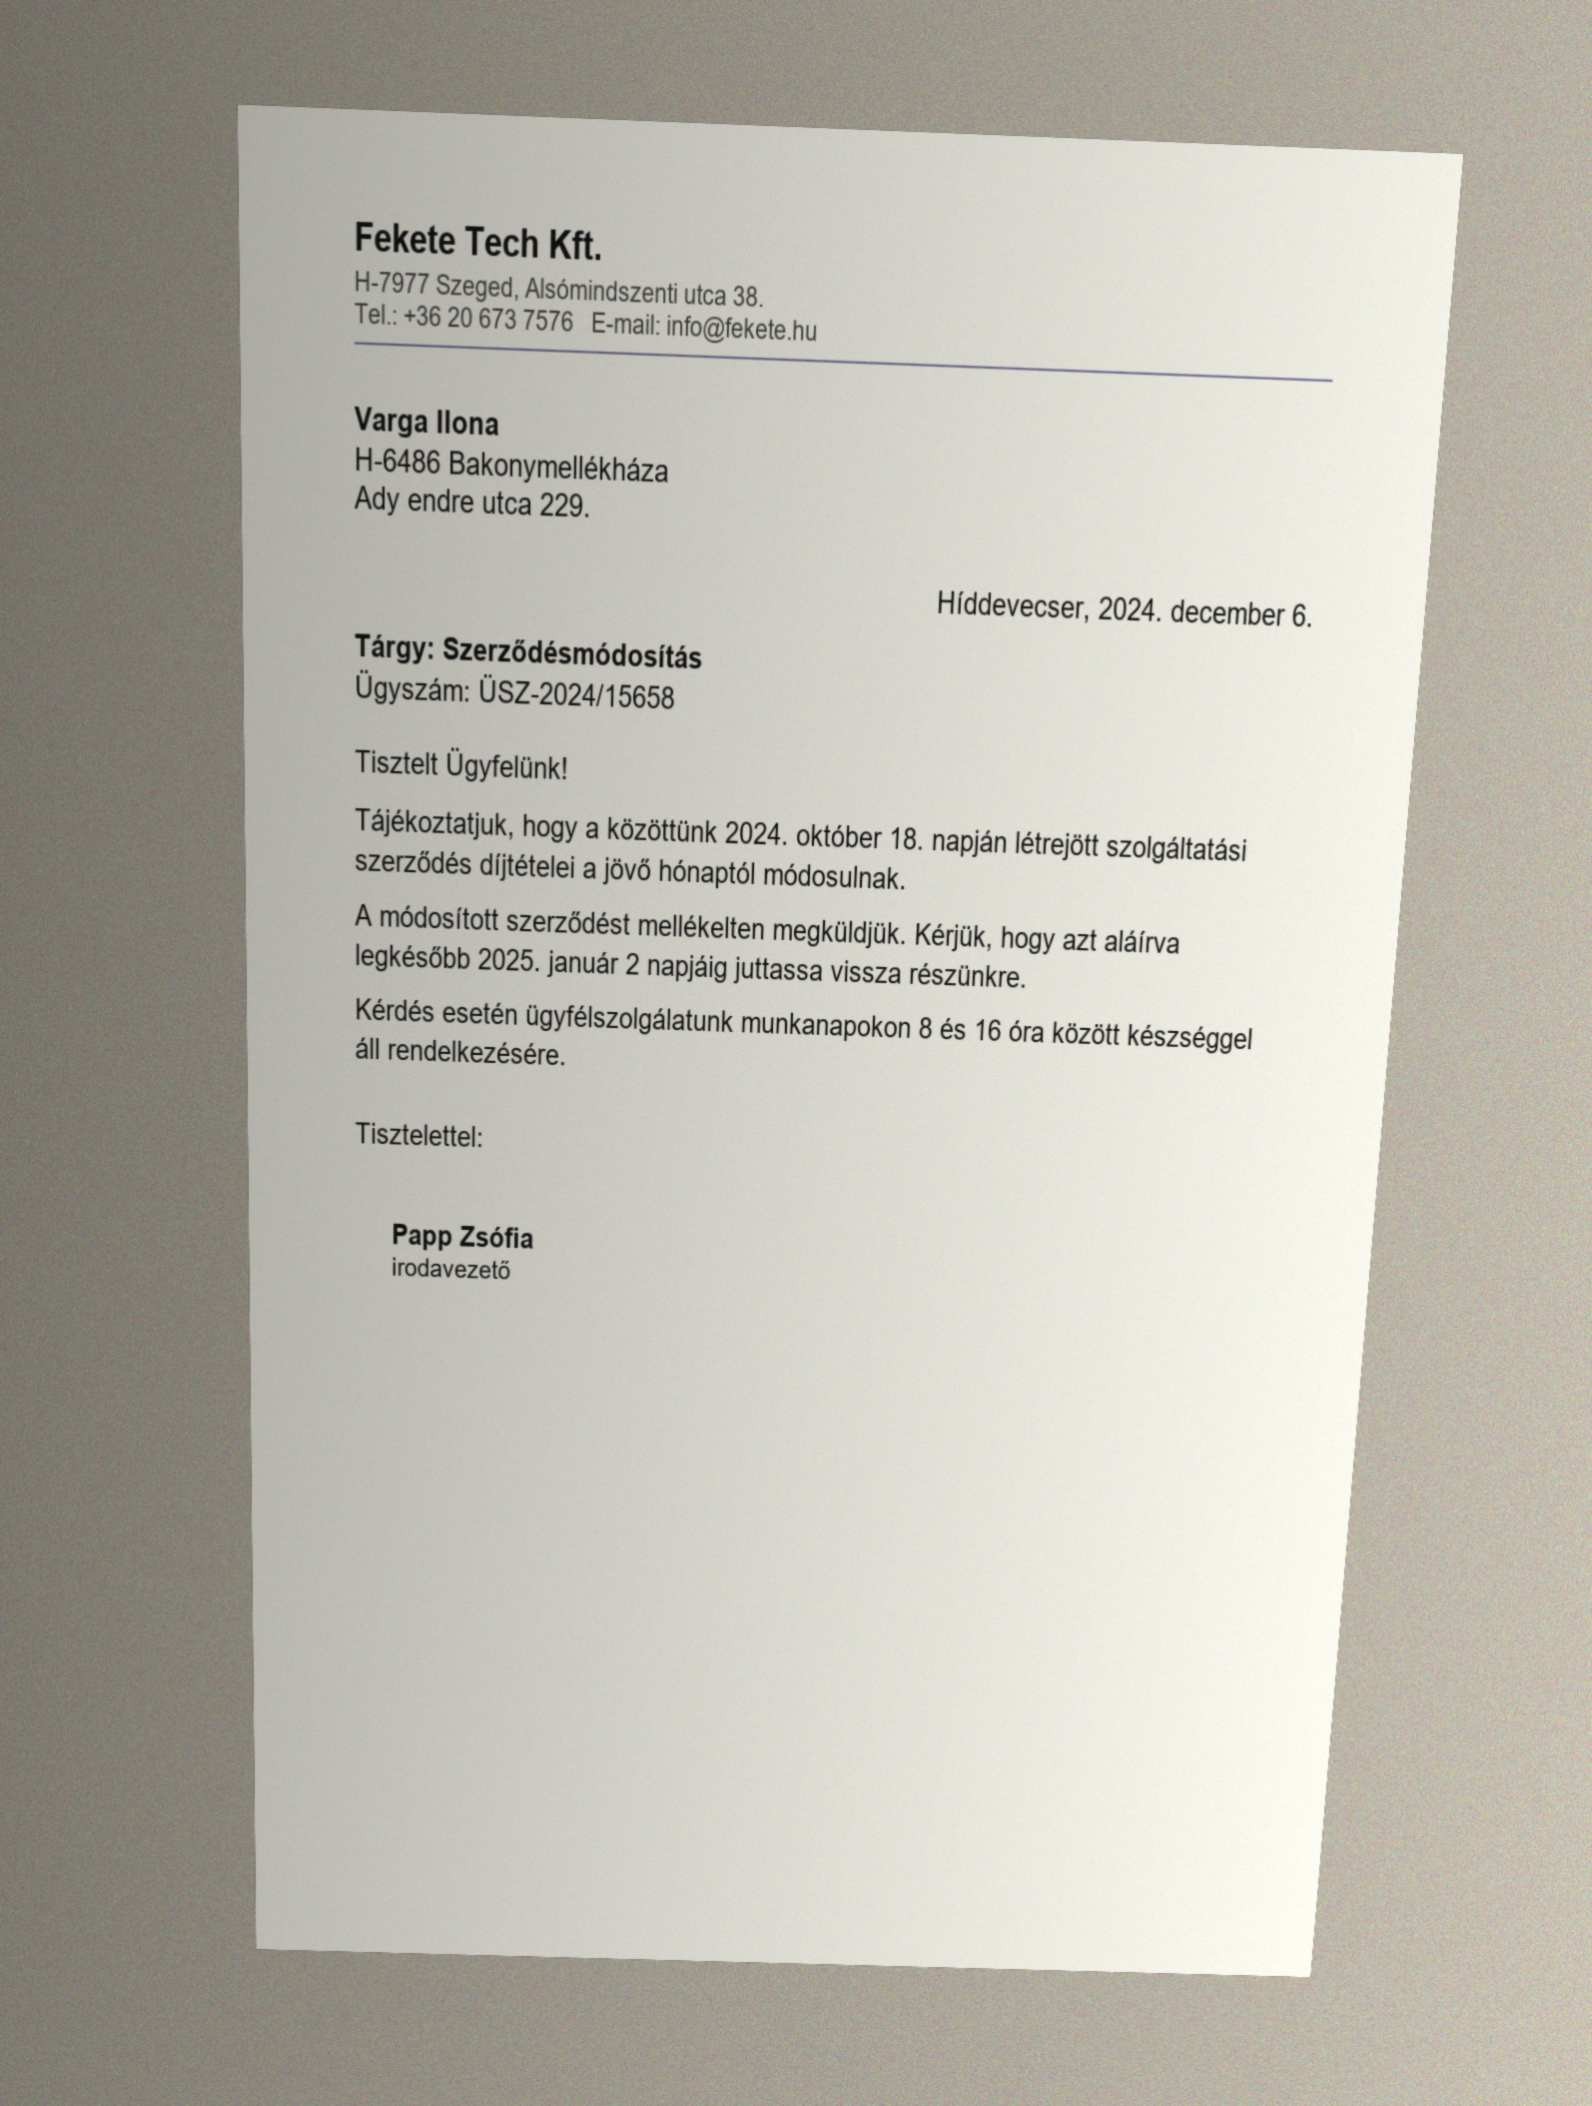 Fekete Tech Kft.
H-7977 Szeged, Alsómindszenti utca 38.
Tel.: +36 20 673 7576 E-mail: info@fekete.hu
Varga Ilona
H-6486 Bakonymellékháza
Ady endre utca 229.
Híddevecser, 2024. december 6.
Tárgy: Szerződésmódosítás
Ügyszám: ÜSZ-2024/15658
Tisztelt Ügyfelünk!
Tájékoztatjuk, hogy a közöttünk 2024. október 18. napján létrejött szolgáltatási
szerződés díjtételei a jövő hónaptól módosulnak.
A módosított szerződést mellékelten megküldjük. Kérjük, hogy azt aláírva
legkésőbb 2025. január 2 napjáig juttassa vissza részünkre.
Kérdés esetén ügyfélszolgálatunk munkanapokon 8 és 16 óra között készséggel
áll rendelkezésére.
Tisztelettel:
Papp Zsófia
irodavezető